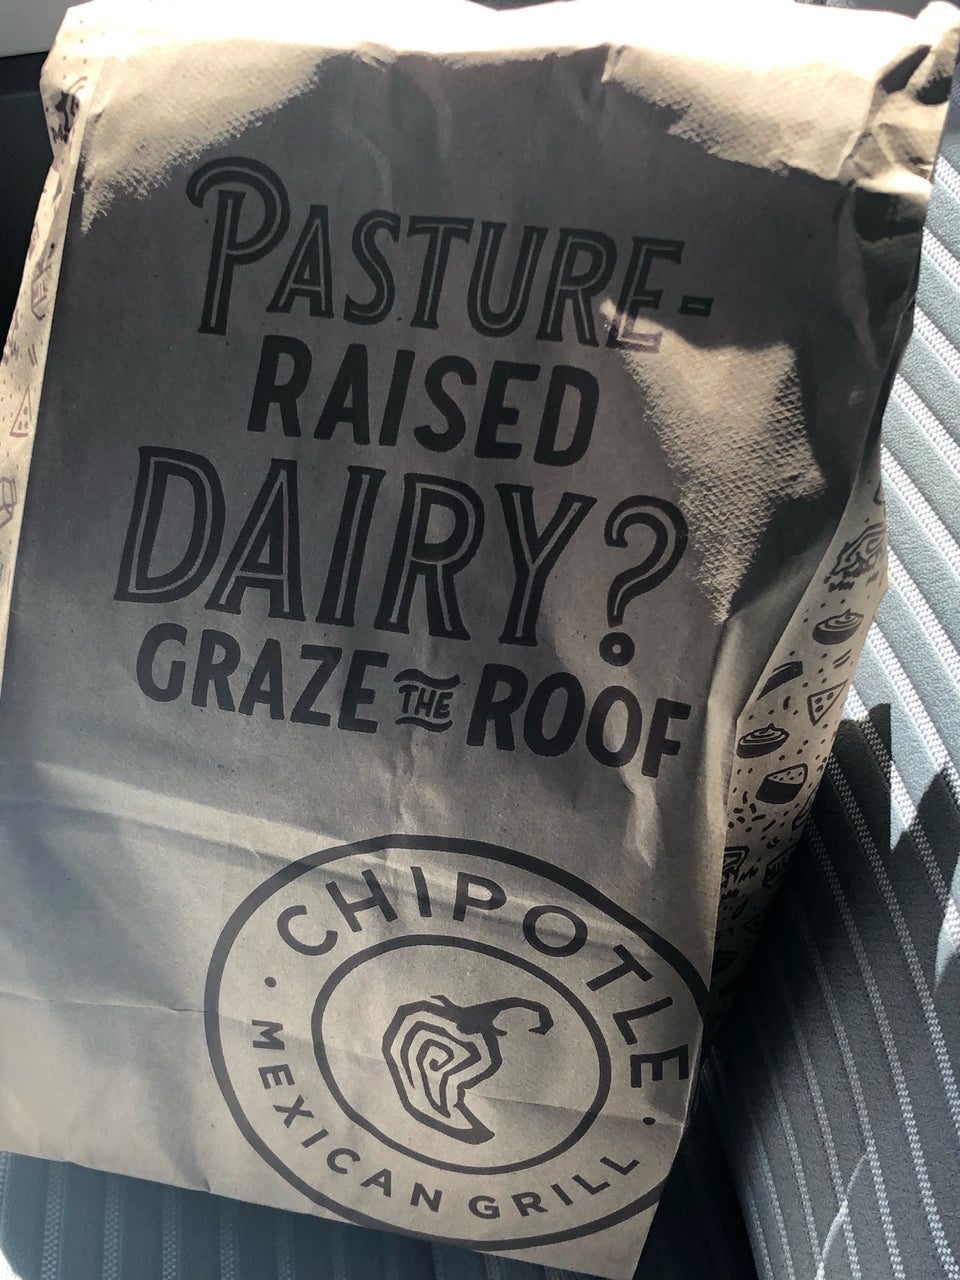 PASTURE-
RAISED
DAIRY?
GRAZE THE ROOF
CHIPOTLE
MEXICAN GRILL